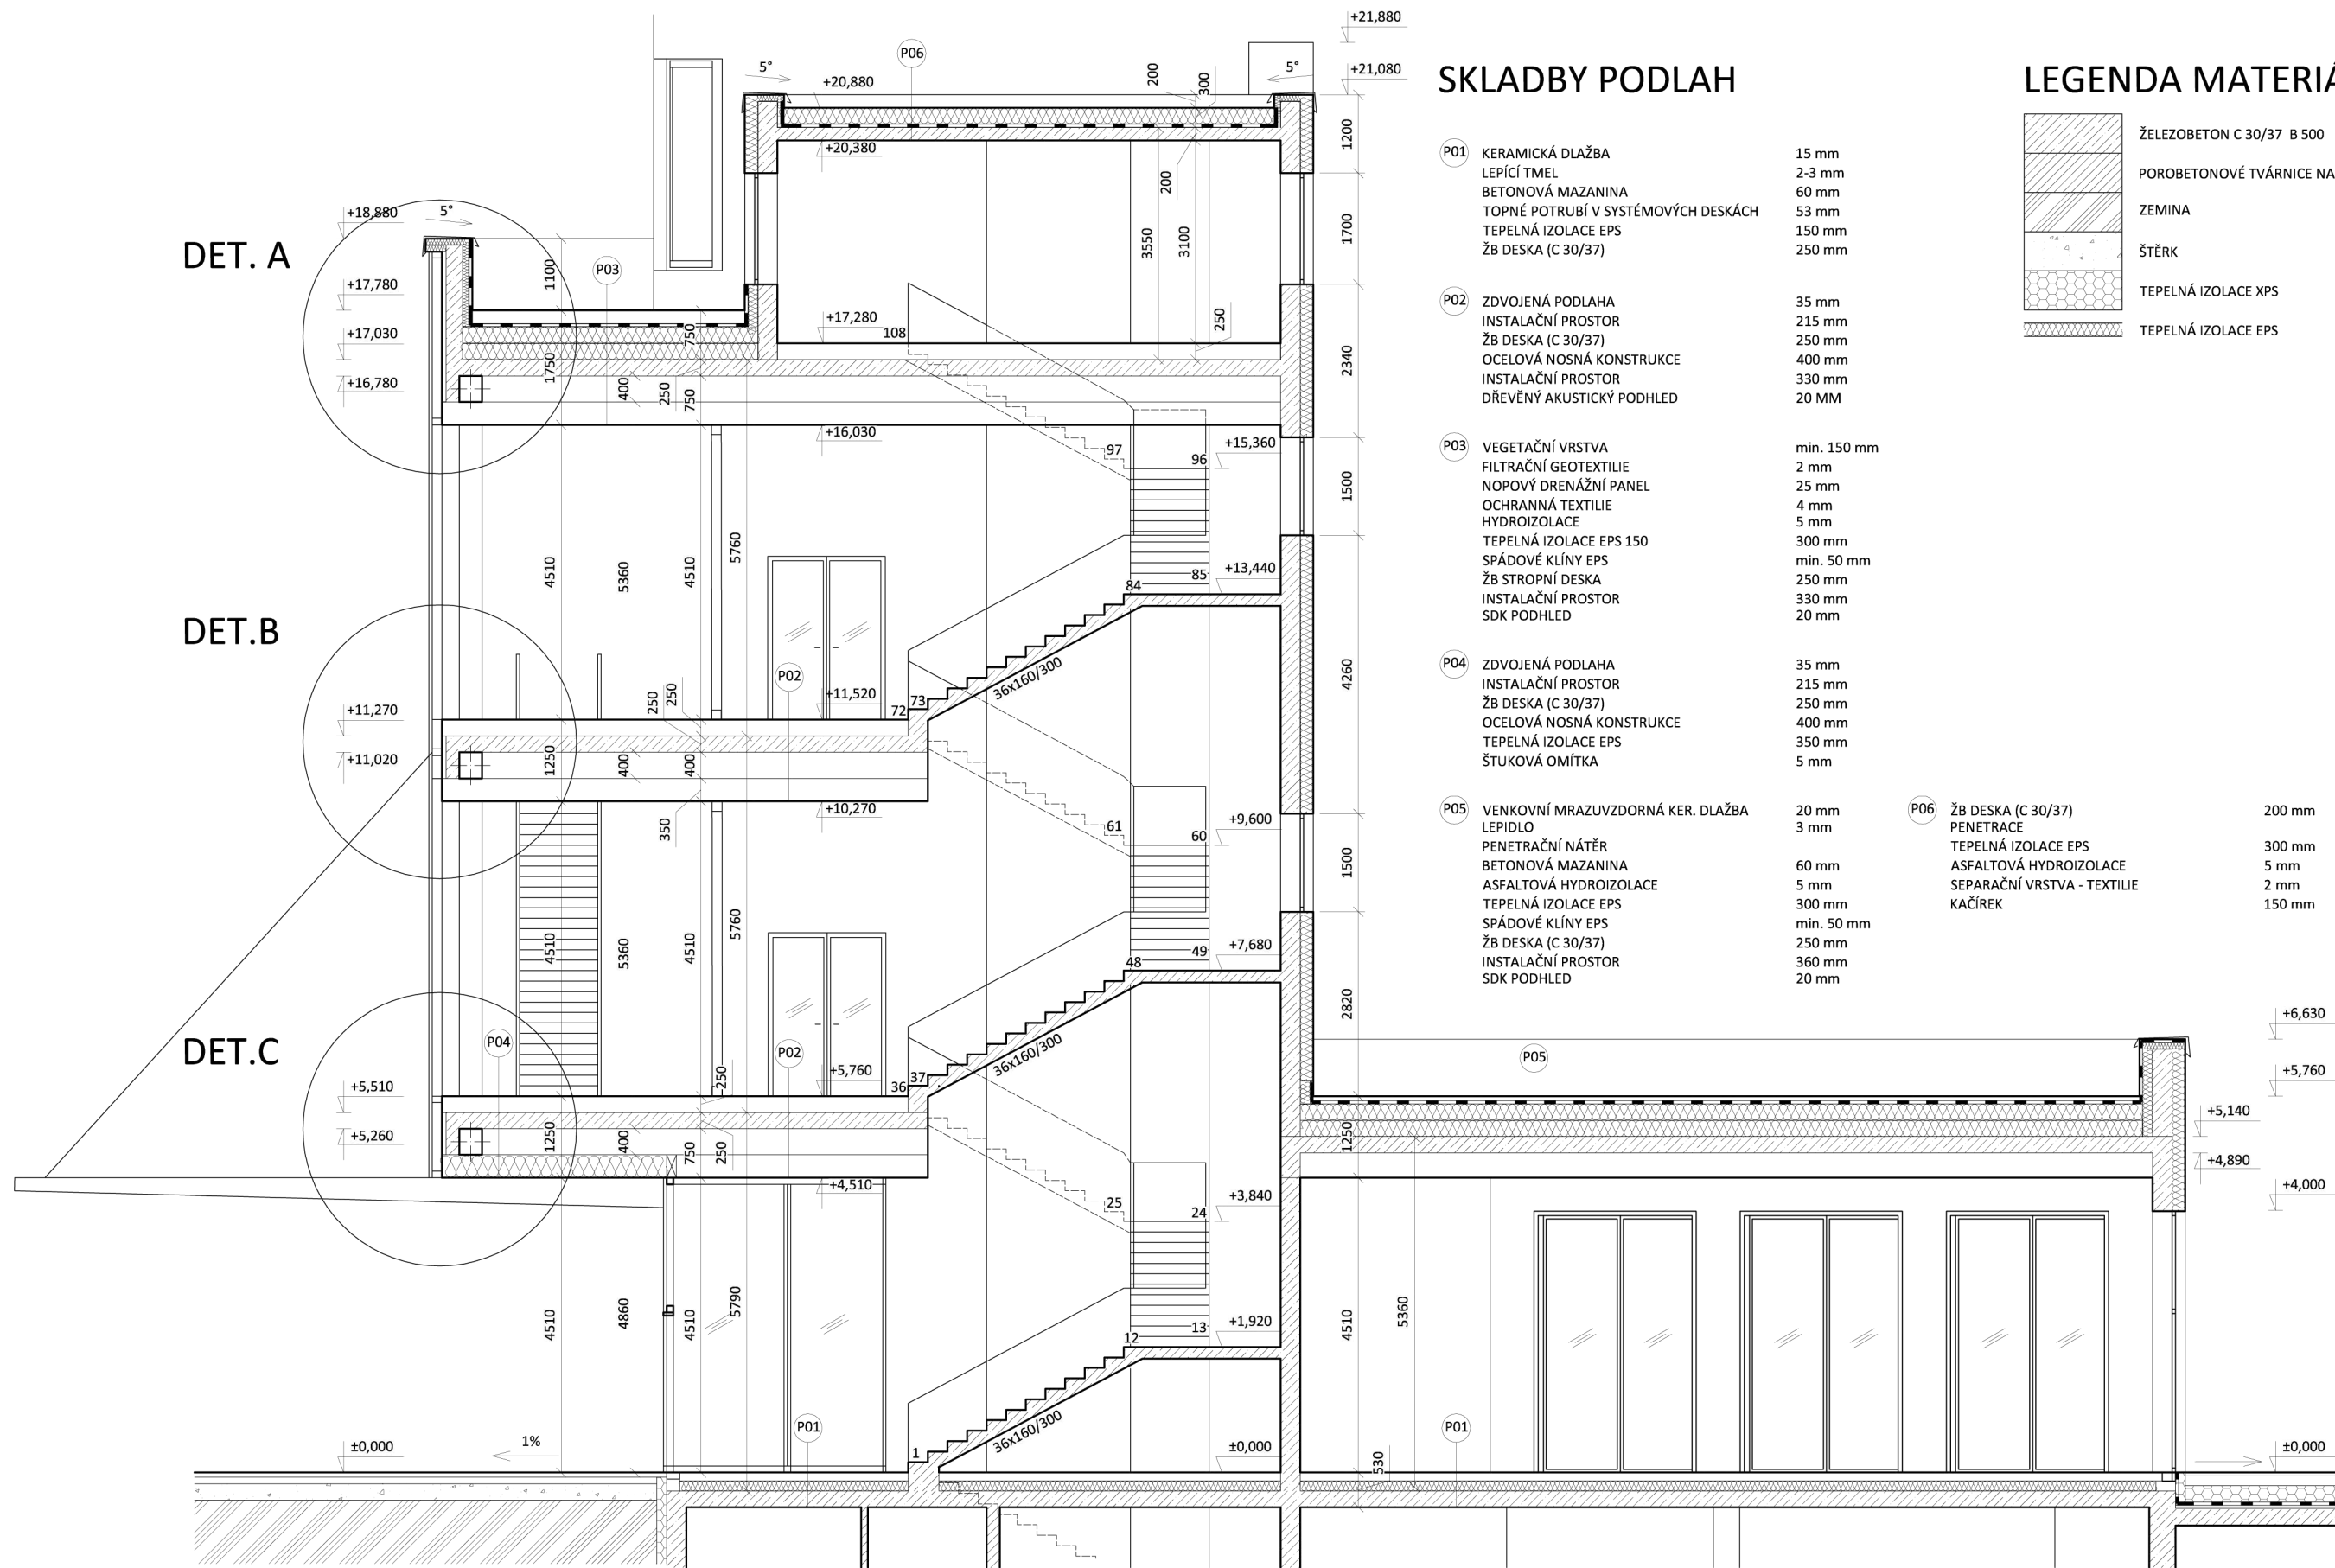 SKLADBY PODLAH
P01 KERAMICKÁ DLAŽBA 15 mm
LEPÍCÍ TMEL 2-3 mm
BETONOVÁ MAZANINA 60 mm
TOPNÉ POTRUBÍ V SYSTÉMOVÝCH DESKÁCH 53 mm
TEPELNÁ IZOLACE EPS 150 mm
ŽB DESKA (C 30/37) 250 mm
P02 ZDVOJENÁ PODLAHA 35 mm
INSTALAČNÍ PROSTOR 215 mm
ŽB DESKA (C 30/37) 250 mm
OCELOVÁ NOSNÁ KONSTRUKCE 400 mm
INSTALAČNÍ PROSTOR 330 mm
DŘEVĚNÝ AKUSTICKÝ PODHLED 20 MM
P03 VEGETAČNÍ VRSTVA min. 150 mm
FILTRAČNÍ GEOTEXTILIE 2 mm
NOPOVÝ DRENÁŽNÍ PANEL 25 mm
OCHRANNÁ TEXTILIE 4 mm
HYDROIZOLACE 5 mm
TEPELNÁ IZOLACE EPS 150 300 mm
SPÁDOVÉ KLÍNY EPS min. 50 mm
ŽB STROPNÍ DESKA 250 mm
INSTALAČNÍ PROSTOR 330 mm
SDK PODHLED 20 mm
P04 ZDVOJENÁ PODLAHA 35 mm
INSTALAČNÍ PROSTOR 215 mm
ŽB DESKA (C 30/37) 250 mm
OCELOVÁ NOSNÁ KONSTRUKCE 400 mm
TEPELNÁ IZOLACE EPS 350 mm
ŠTUKOVÁ OMÍTKA 5 mm
P05 VENKOVNÍ MRAZUVZDORNÁ KER. DLAŽBA 20 mm
LEPIDLO 3 mm
PENETRAČNÍ NÁTĚR
BETONOVÁ MAZANINA 60 mm
ASFALTOVÁ HYDROIZOLACE 5 mm
TEPELNÁ IZOLACE EPS 300 mm
SPÁDOVÉ KLÍNY EPS min. 50 mm
ŽB DESKA (C 30/37) 250 mm
INSTALAČNÍ PROSTOR 360 mm
SDK PODHLED 20 mm
P06 ŽB DESKA (C 30/37) 200 mm
PENETRACE
TEPELNÁ IZOLACE EPS 300 mm
ASFALTOVÁ HYDROIZOLACE 5 mm
SEPARAČNÍ VRSTVA - TEXTILIE 2 mm
KAČÍREK 150 mm
LEGENDA MATERIÁ
ŽELEZOBETON C 30/37 B 500
POROBETONOVÉ TVÁRNICE NA
ZEMINA
ŠTĚRK
TEPELNÁ IZOLACE XPS
TEPELNÁ IZOLACE EPS
DET. A
DET.B
DET.C
+21,880
+21,080
P06
5°
5°
+20,880
200
300
+20,380
200
1200
1700
3550
3100
+18,880
5°
P03
1100
+17,780
+17,030
+16,780
+17,280
108
250
750
1750
400
250
750
2340
+16,030
97
96
+15,360
1500
4510
5360
4510
5760
+13,440
84
85
P02
36x160/300
4260
250
250
+11,520
72
73
+11,270
+11,020
1250
400
400
+10,270
350
61
60
+9,600
1500
4510
5360
4510
5760
+7,680
48
49
2820
P04
P02
36x160/300
+5,760
250
36
37
+5,510
+5,260
1250
400
750
250
+4,510
25
24
+3,840
P05
+6,630
+5,760
+5,140
+4,890
+4,000
1250
4510
4860
4510
5790
4510
5360
+1,920
12
13
P01
36x160/300
1
P01
±0,000
1%
±0,000
530
±0,000